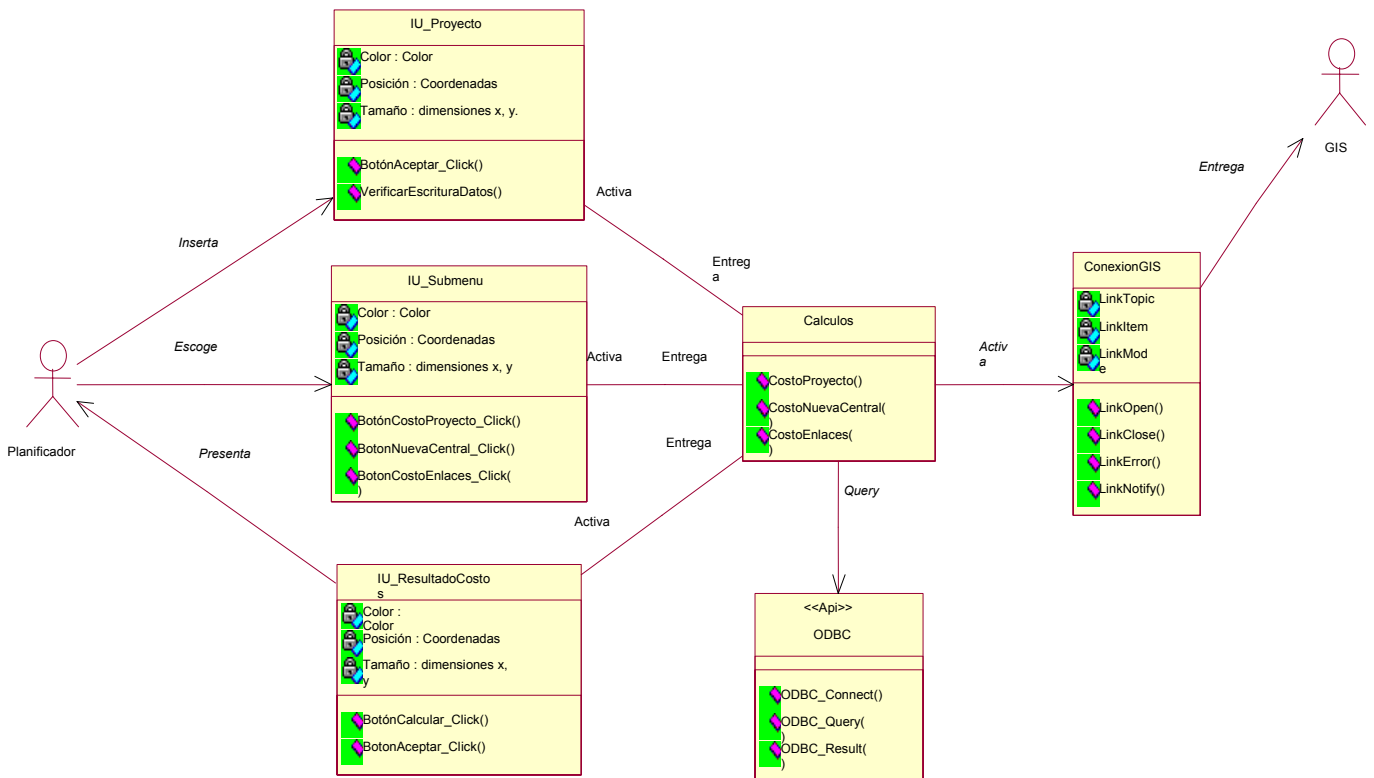 IU_Proyecto
Color : Color
Posición : Coordenadas
Tamaño : dimensiones x, y.
BotónAceptar_Click()
VerificarEscrituraDatos()
Activa
Entreg
a
Inserta
IU_Submenu
Color : Color
Posición : Coordenadas
Tamaño : dimensiones x, y
BotónCostoProyecto_Click()
BotonNuevaCentral_Click()
BotonCostoEnlaces_Click(
)
Escoge
Activa
Entrega
Planificador
Presenta
IU_ResultadoCosto
s
Color :
Color
Posición : Coordenadas
Tamaño : dimensiones x,
y
BotónCalcular_Click()
BotonAceptar_Click()
Activa
Entrega
Calculos
CostoProyecto()
CostoNuevaCentral(
)
CostoEnlaces(
)
Query
<<Api>>
ODBC
ODBC_Connect()
ODBC_Query(
)
ODBC_Result(
)
Activ
a
ConexionGIS
LinkTopic
LinkItem
LinkMod
e
LinkOpen()
LinkClose()
LinkError()
LinkNotify()
Entrega
GIS